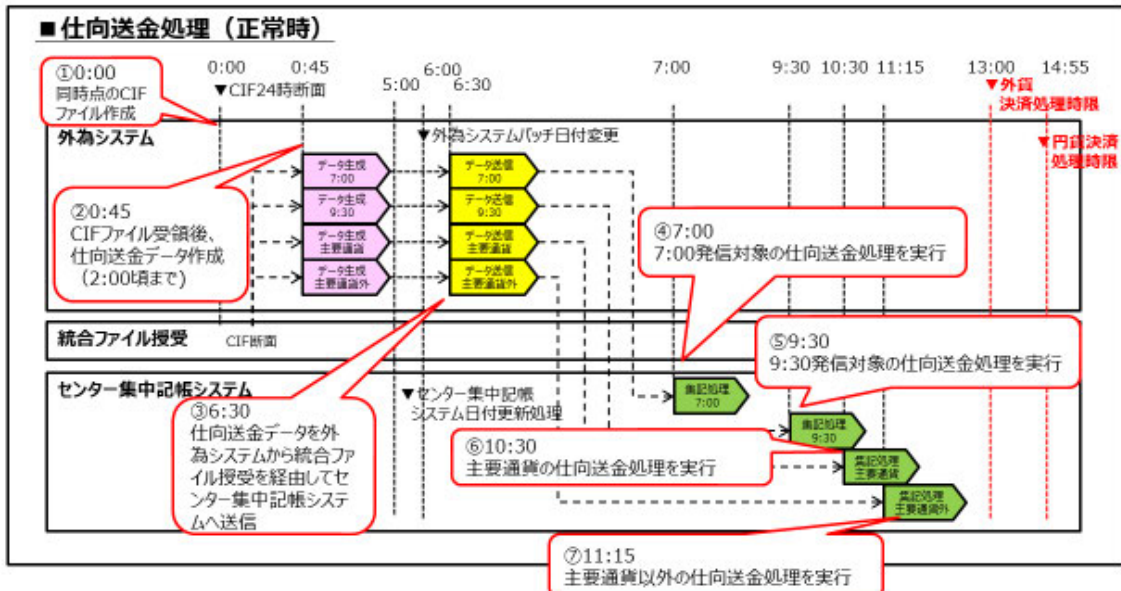 ■仕向送金処理（正常時）
①0:00
同時点のCIF
ファイル作成
0:00
▼CIF24時断面
0:45
5:00
6:00
6:30
7:00
9:30
10:30
11:15
13:00
▼外貨
決済処理時限
14:55
▼円貨決済
処理時限
外為システム
▼外為システムバッチ日付変更
データ生成
7:00
データ生成
9:30
データ生成
主要通貨
データ生成
主要通貨外
データ送信
7:00
データ送信
9:30
データ送信
主要通貨
データ送信
主要通貨外
②0:45
CIFファイル受領後、
仕向送金データ作成
（2:00頃まで）
④7:00
7:00発信対象の仕向送金処理を実行
統合ファイル授受
CIF断面
⑤9:30
9:30発信対象の仕向送金処理を実行
センター集中記帳システム
▼センター集中記帳
システム日付更新処理
③6:30
仕向送金データを外
為システムから統合ファ
イル授受を経由してセ
ンター集中記帳システ
ムへ送信
集記処理
7:00
集記処理
9:30
⑥10:30
主要通貨の仕向送金処理を実行
集記処理
主要通貨
集記処理
主要通貨外
⑦11:15
主要通貨以外の仕向送金処理を実行